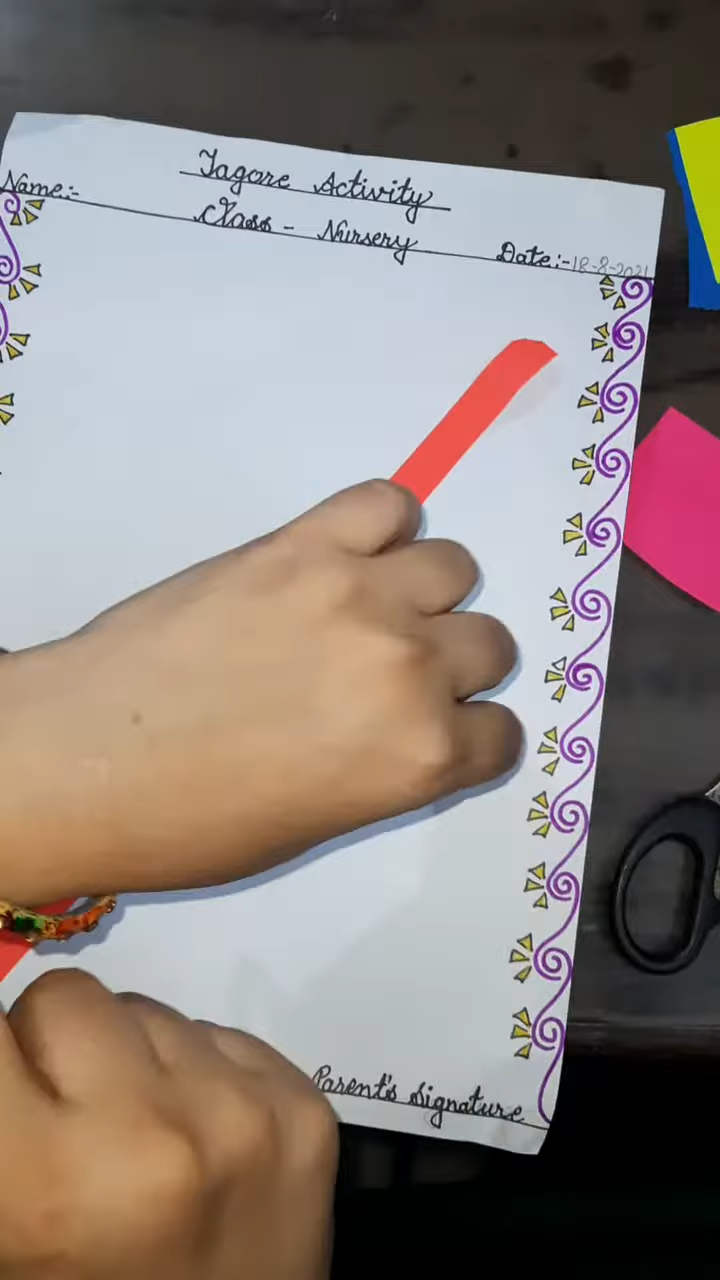 Tagore Activity
Name:-
Class - Nursery
Date:-18-8-2021
Parent's Signature